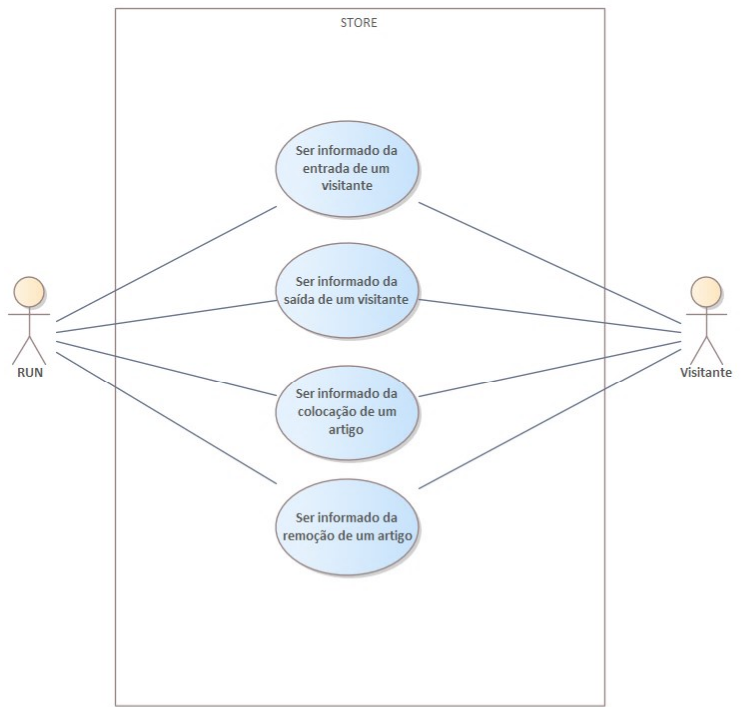 STORE
Ser informado da
entrada de um
visitante
Ser informado da
saída de um visitante
RUN
Visitante
Ser informado da
colocação de um
artigo
Ser informado da
remoção de um artigo